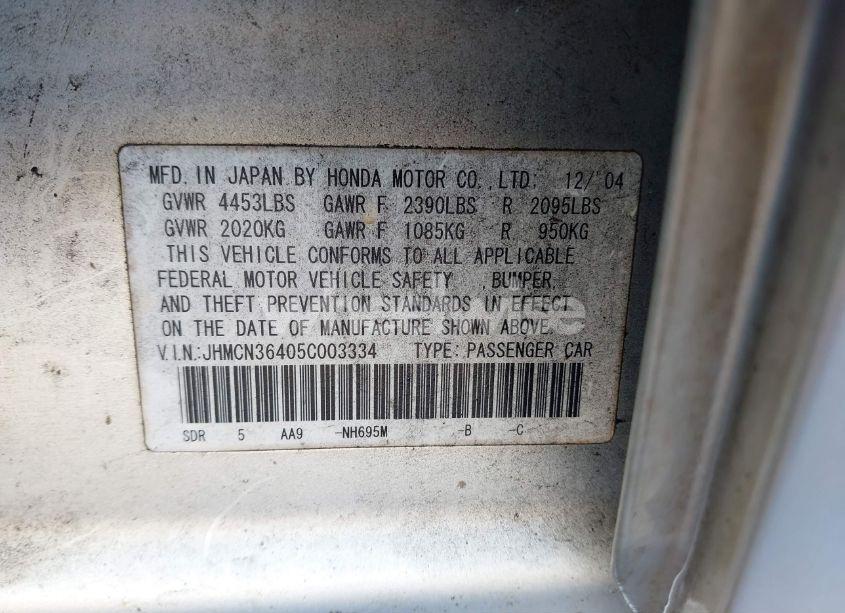 MFD. IN JAPAN BY HONDA MOTOR CO., LTD. 12/'04
GVWR 4453LBS GAWR F 2390LBS R 2095LBS
GVWR 2020KG GAWR F 1085KG R 950KG
THIS VEHICLE CONFORMS TO ALL APPLICABLE
FEDERAL MOTOR VEHICLE SAFETY , BUMPER,
AND THEFT PREVENTION STANDARDS IN EFFECT
ON THE DATE OF MANUFACTURE SHOWN ABOVE.
V.I.N.:JHMCN36405C003334 TYPE:PASSENGER CAR
SDR 5 AA9 -NH695M -B -C